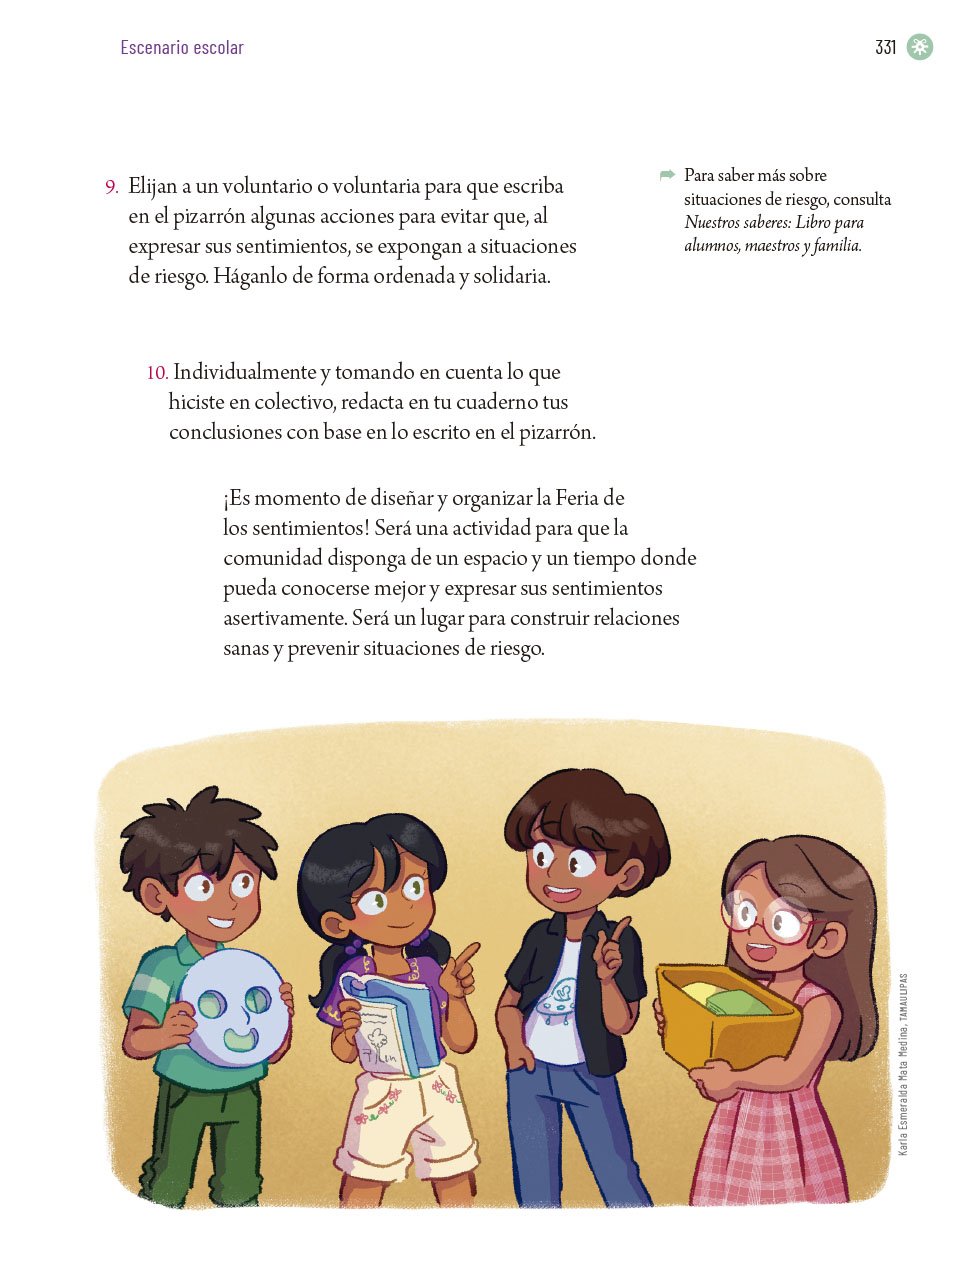 Escenario escolar
331
9. Elijan a un voluntario o voluntaria para que escriba
en el pizarrón algunas acciones para evitar que, al
expresar sus sentimientos, se expongan a situaciones
de riesgo. Háganlo de forma ordenada y solidaria.
Para saber más sobre
situaciones de riesgo, consulta
Nuestros saberes: Libro para
alumnos, maestros y familia.
10. Individualmente y tomando en cuenta lo que
hiciste en colectivo, redacta en tu cuaderno tus
conclusiones con base en lo escrito en el pizarrón.
¡Es momento de diseñar y organizar la Feria de
los sentimientos! Será una actividad para que la
comunidad disponga de un espacio y un tiempo donde
pueda conocerse mejor y expresar sus sentimientos
asertivamente. Será un lugar para construir relaciones
sanas y prevenir situaciones de riesgo.
Karla Esmeralda Mata Medina, TAMAULIPAS